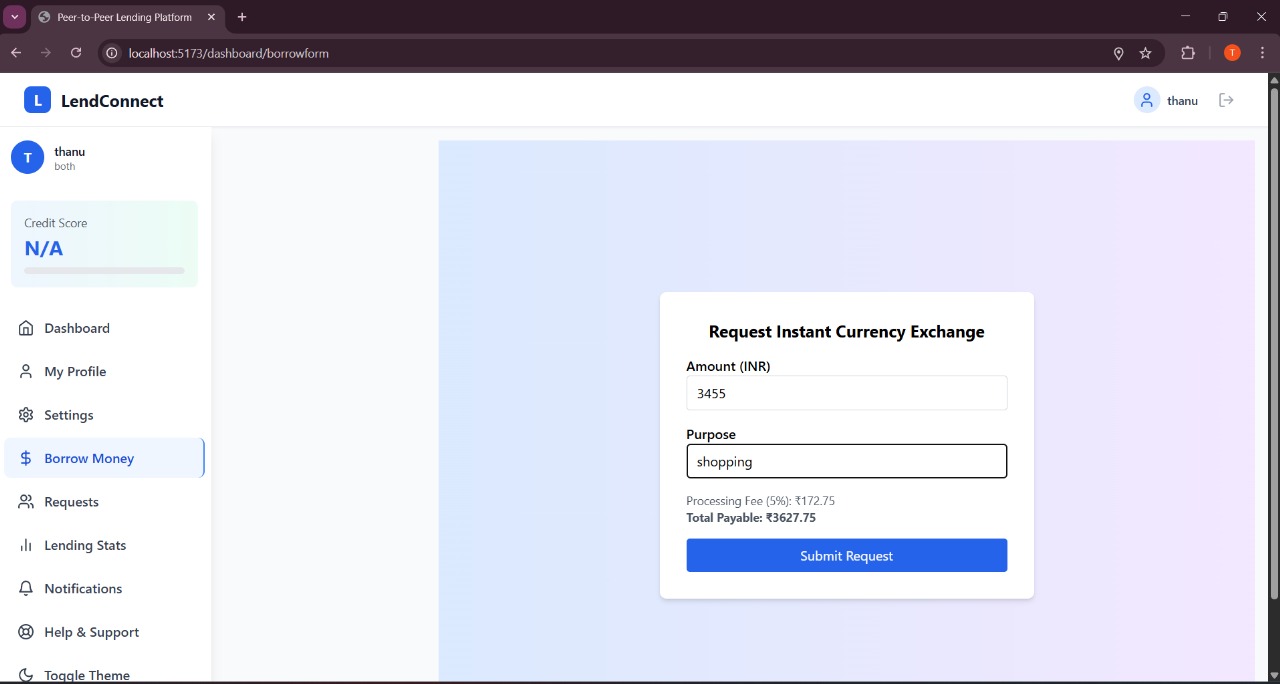 Peer-to-Peer Lending Platform
localhost:5173/dashboard/borrowform
T
L LendConnect
thanu
T
thanu
both
Credit Score
N/A
Dashboard
My Profile
Settings
Borrow Money
Requests
Lending Stats
Notifications
Help & Support
Toggle Theme
Request Instant Currency Exchange
Amount (INR)
3455
Purpose
shopping
Processing Fee (5%): ₹172.75
Total Payable: ₹3627.75
Submit Request